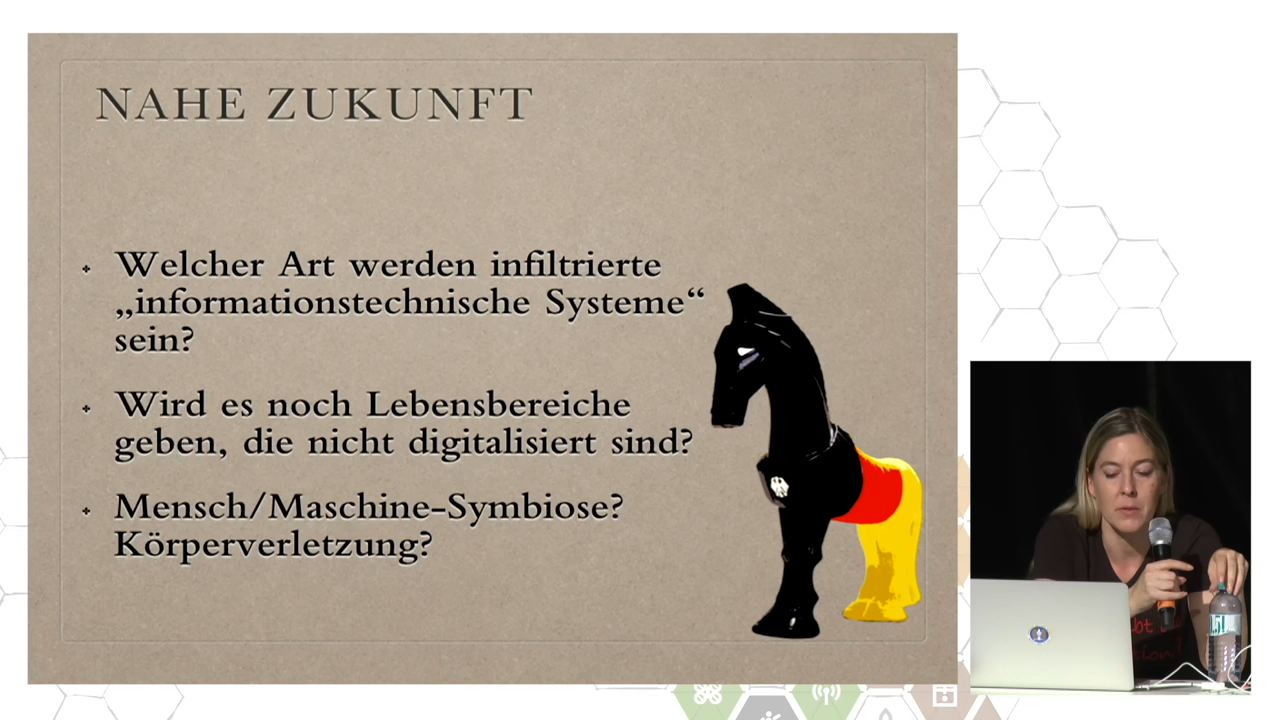 NAHE ZUKUNFT
Welcher Art werden infiltrierte
„informationstechnische Systeme“
sein?
Wird es noch Lebensbereiche
geben, die nicht digitalisiert sind?
Mensch/Maschine-Symbiose?
Körperverletzung?